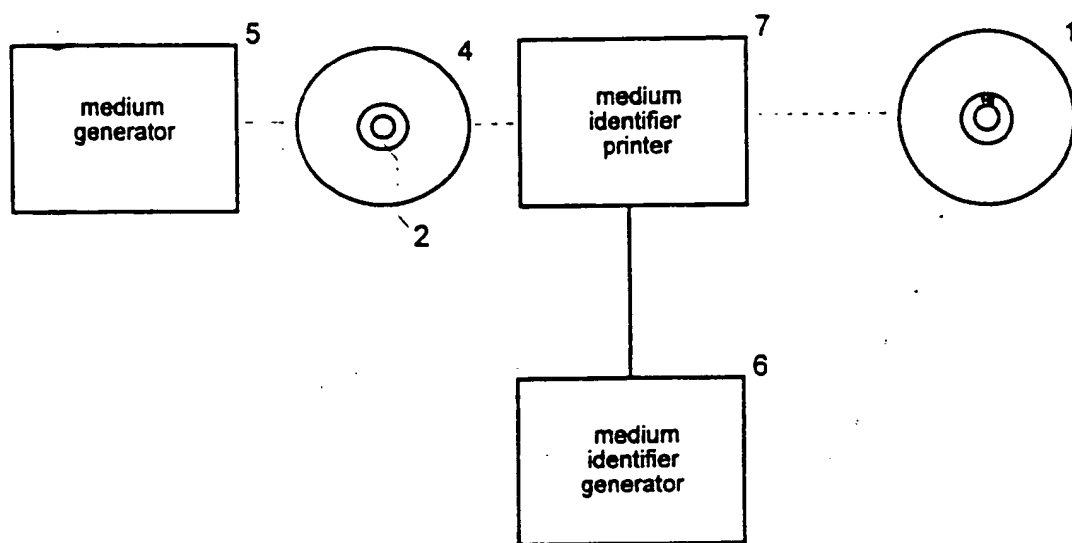 5
4
7
1
medium
generator
medium
identifier
printer
2
6
medium
identifier
generator